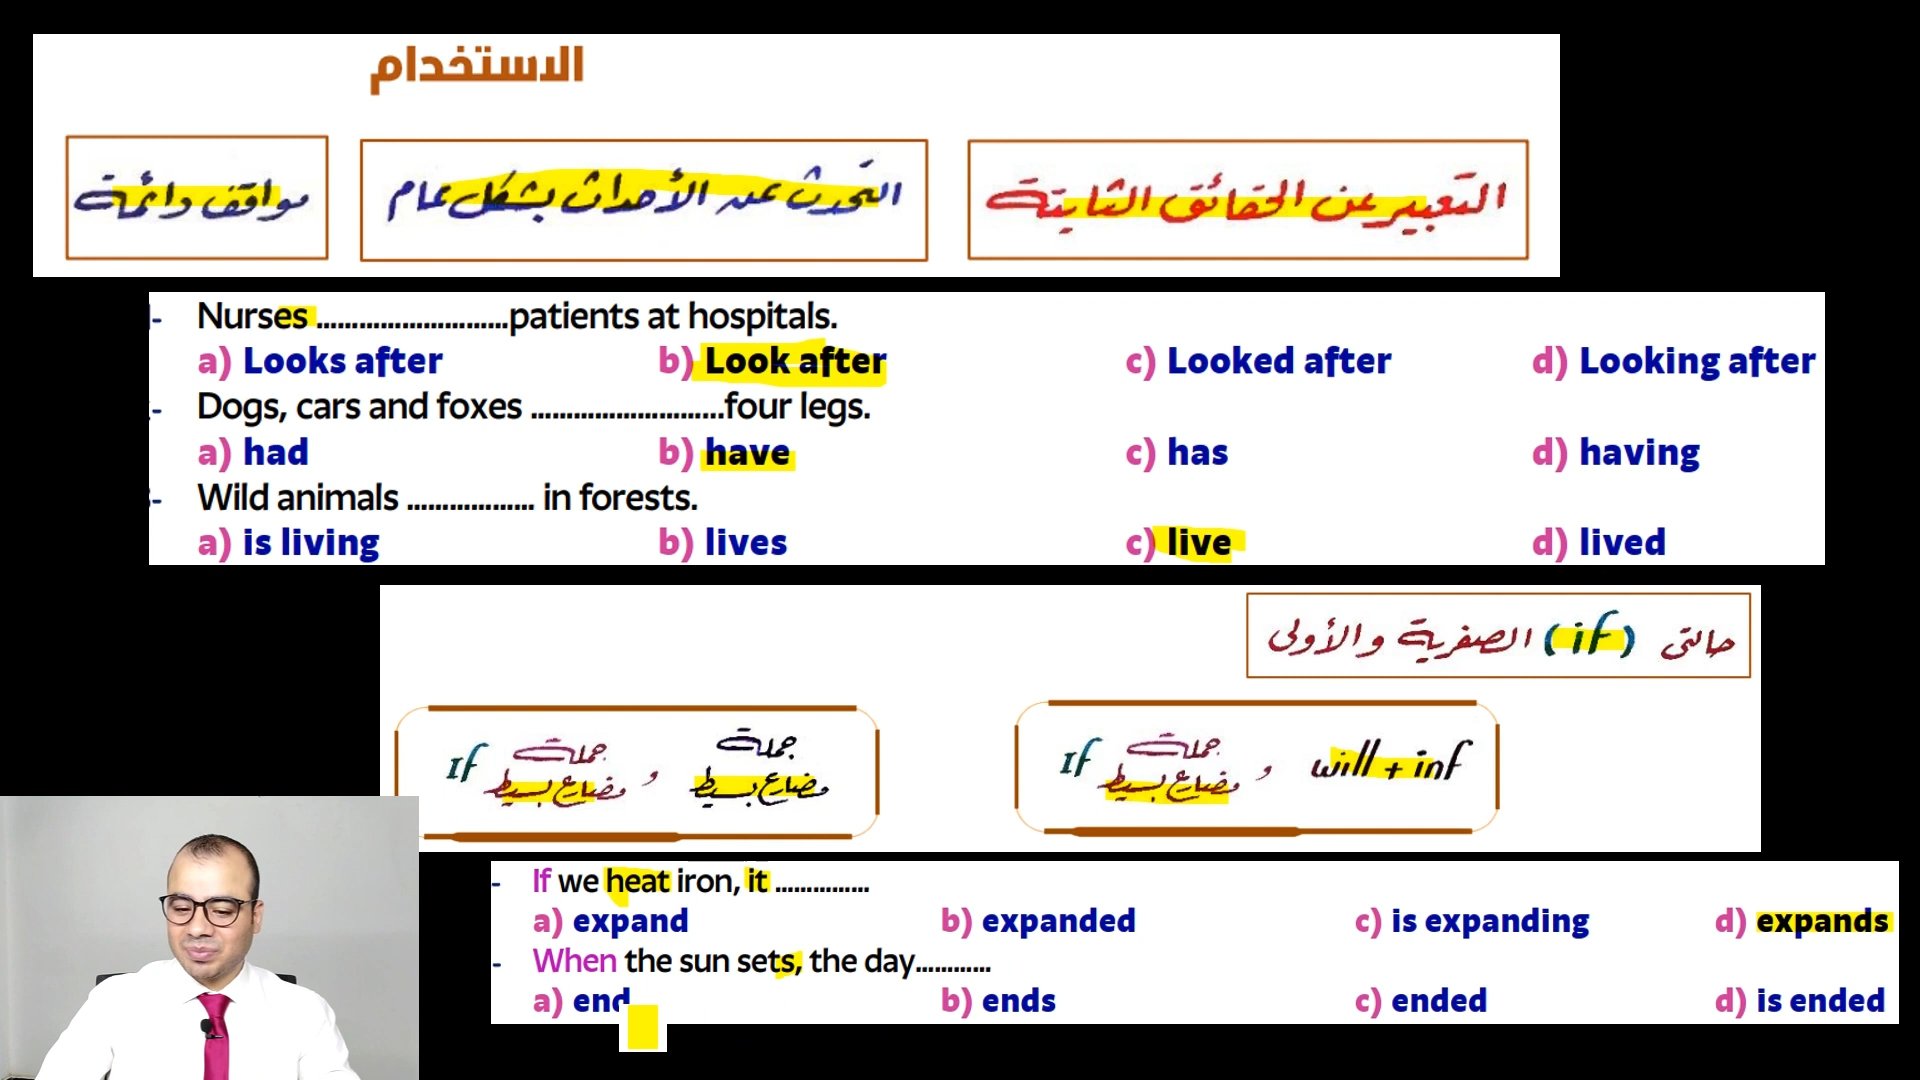 الاستخدام
التعبير عن الحقائق الثابتة
التحدث عن الأحداث بشكل عام
مواقف دائمة
Nurses ...........................patients at hospitals.
a) Looks after b) Look after c) Looked after d) Looking after
Dogs, cars and foxes ...........................four legs.
a) had b) have c) has d) having
Wild animals .................. in forests.
a) is living b) lives c) live d) lived
حالتى (if) الصفرية والأولى
If جملة مضارع بسيط , will + inf
If جملة مضارع بسيط , جملة مضارع بسيط
- If we heat iron, it ...............
a) expand b) expanded c) is expanding d) expands
- When the sun sets, the day............
a) end b) ends c) ended d) is ended